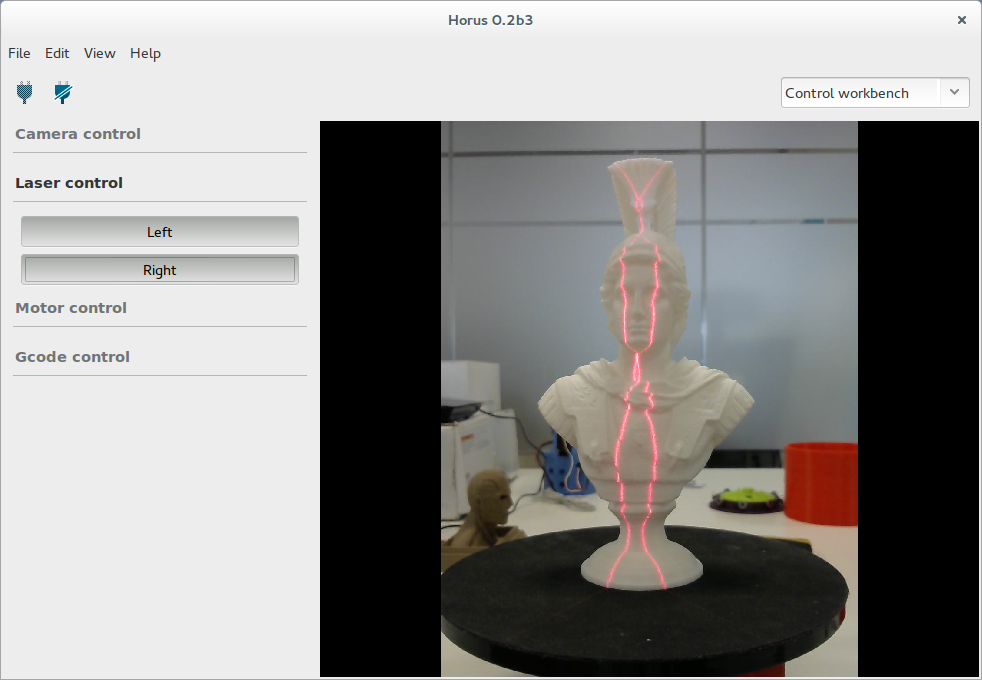 Horus 0.2b3
File Edit View Help
Control workbench
Camera control
Laser control
Left
Right
Motor control
Gcode control